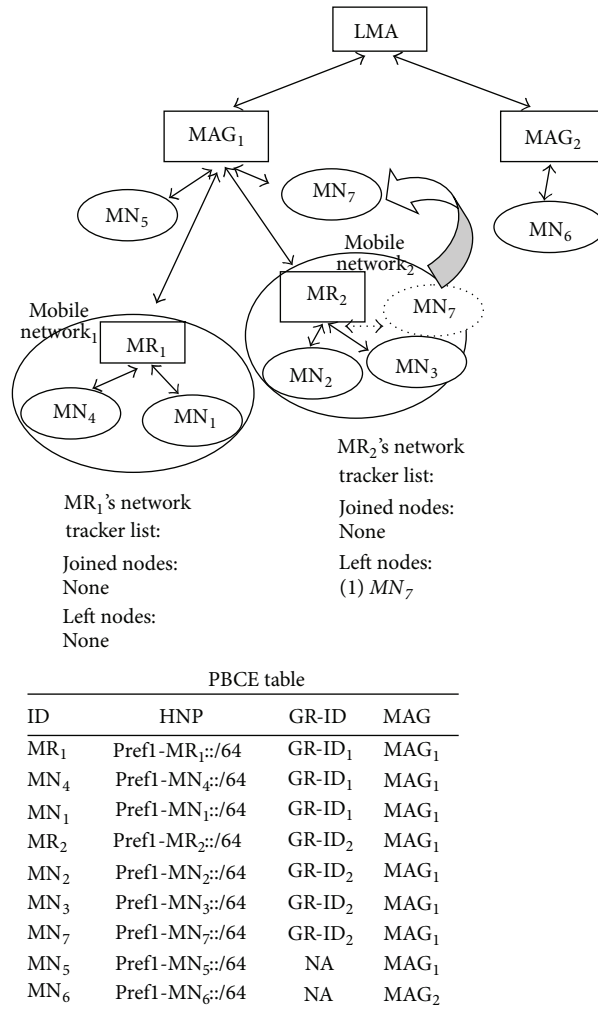 LMA
MAG₁
MAG₂
MN₅
MN₇
MN₆
Mobile
network₂
MR₂
MN₇
Mobile
network₁
MR₁
MN₂
MN₃
MN₄
MN₁
MR₂'s network
tracker list:
Joined nodes:
None
Left nodes:
(1) MN₇
MR₁'s network
tracker list:
Joined nodes:
None
Left nodes:
None
PBCE table
ID HNP GR-ID MAG
MR₁ Pref1-MR₁::/64 GR-ID₁ MAG₁
MN₄ Pref1-MN₄::/64 GR-ID₁ MAG₁
MN₁ Pref1-MN₁::/64 GR-ID₁ MAG₁
MR₂ Pref1-MR₂::/64 GR-ID₂ MAG₁
MN₂ Pref1-MN₂::/64 GR-ID₂ MAG₁
MN₃ Pref1-MN₃::/64 GR-ID₂ MAG₁
MN₇ Pref1-MN₇::/64 GR-ID₂ MAG₁
MN₅ Pref1-MN₅::/64 NA MAG₁
MN₆ Pref1-MN₆::/64 NA MAG₂